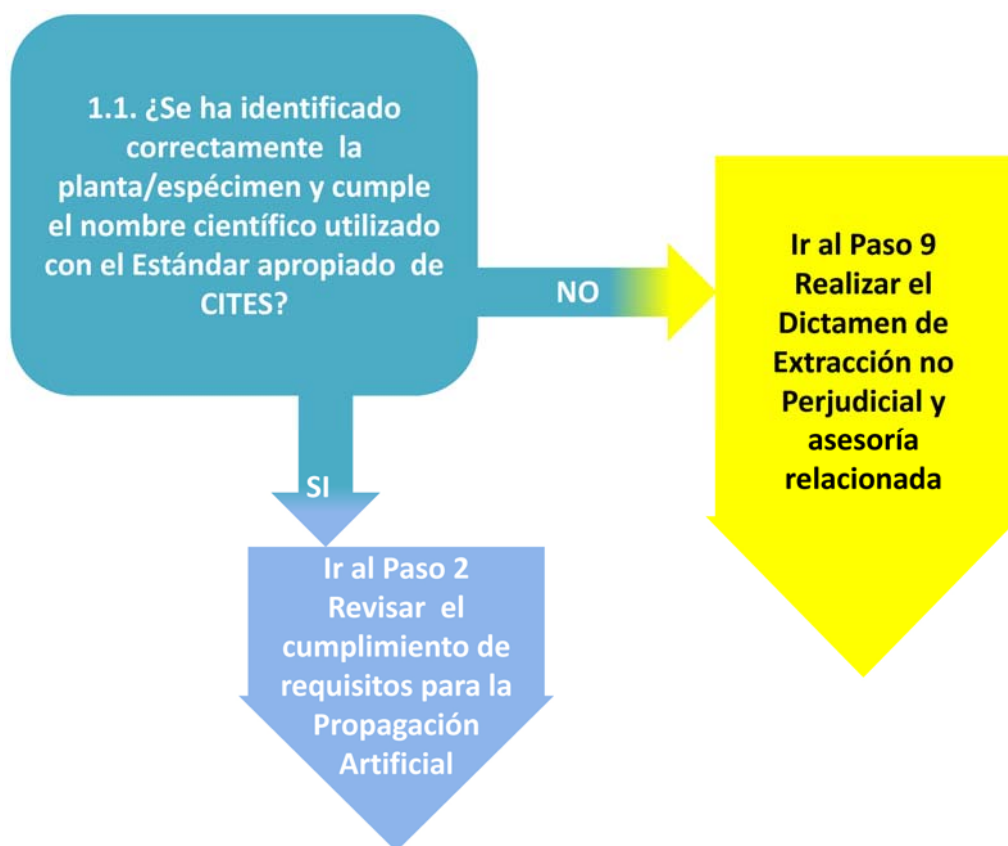 1.1. ¿Se ha identificado
correctamente la
planta/espécimen y cumple
el nombre científico utilizado
con el Estándar apropiado de
CITES?
NO
Ir al Paso 9
Realizar el
Dictamen de
Extracción no
Perjudicial y
asesoría
relacionada
SI
Ir al Paso 2
Revisar el
cumplimiento de
requisitos para la
Propagación
Artificial